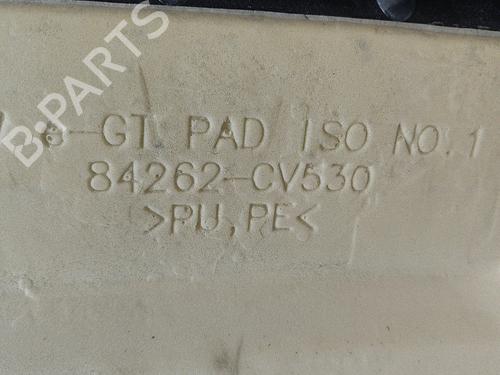 B-PARTS
-GT PAD ISO NO.1
84262-CV530
>PU,PE<